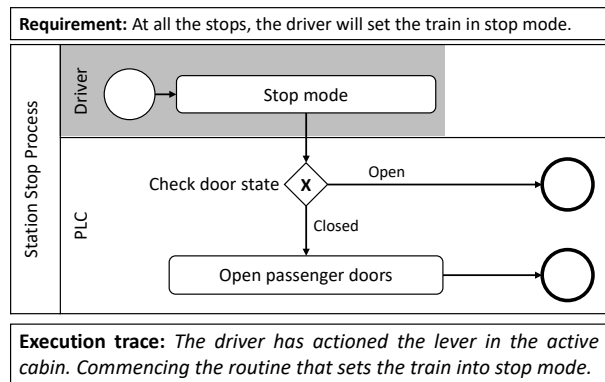 Requirement: At all the stops, the driver will set the train in stop mode.
Station Stop Process
Driver
Stop mode
PLC
Check door state
X
Open
Closed
Open passenger doors
Execution trace: The driver has actioned the lever in the active
cabin. Commencing the routine that sets the train into stop mode.